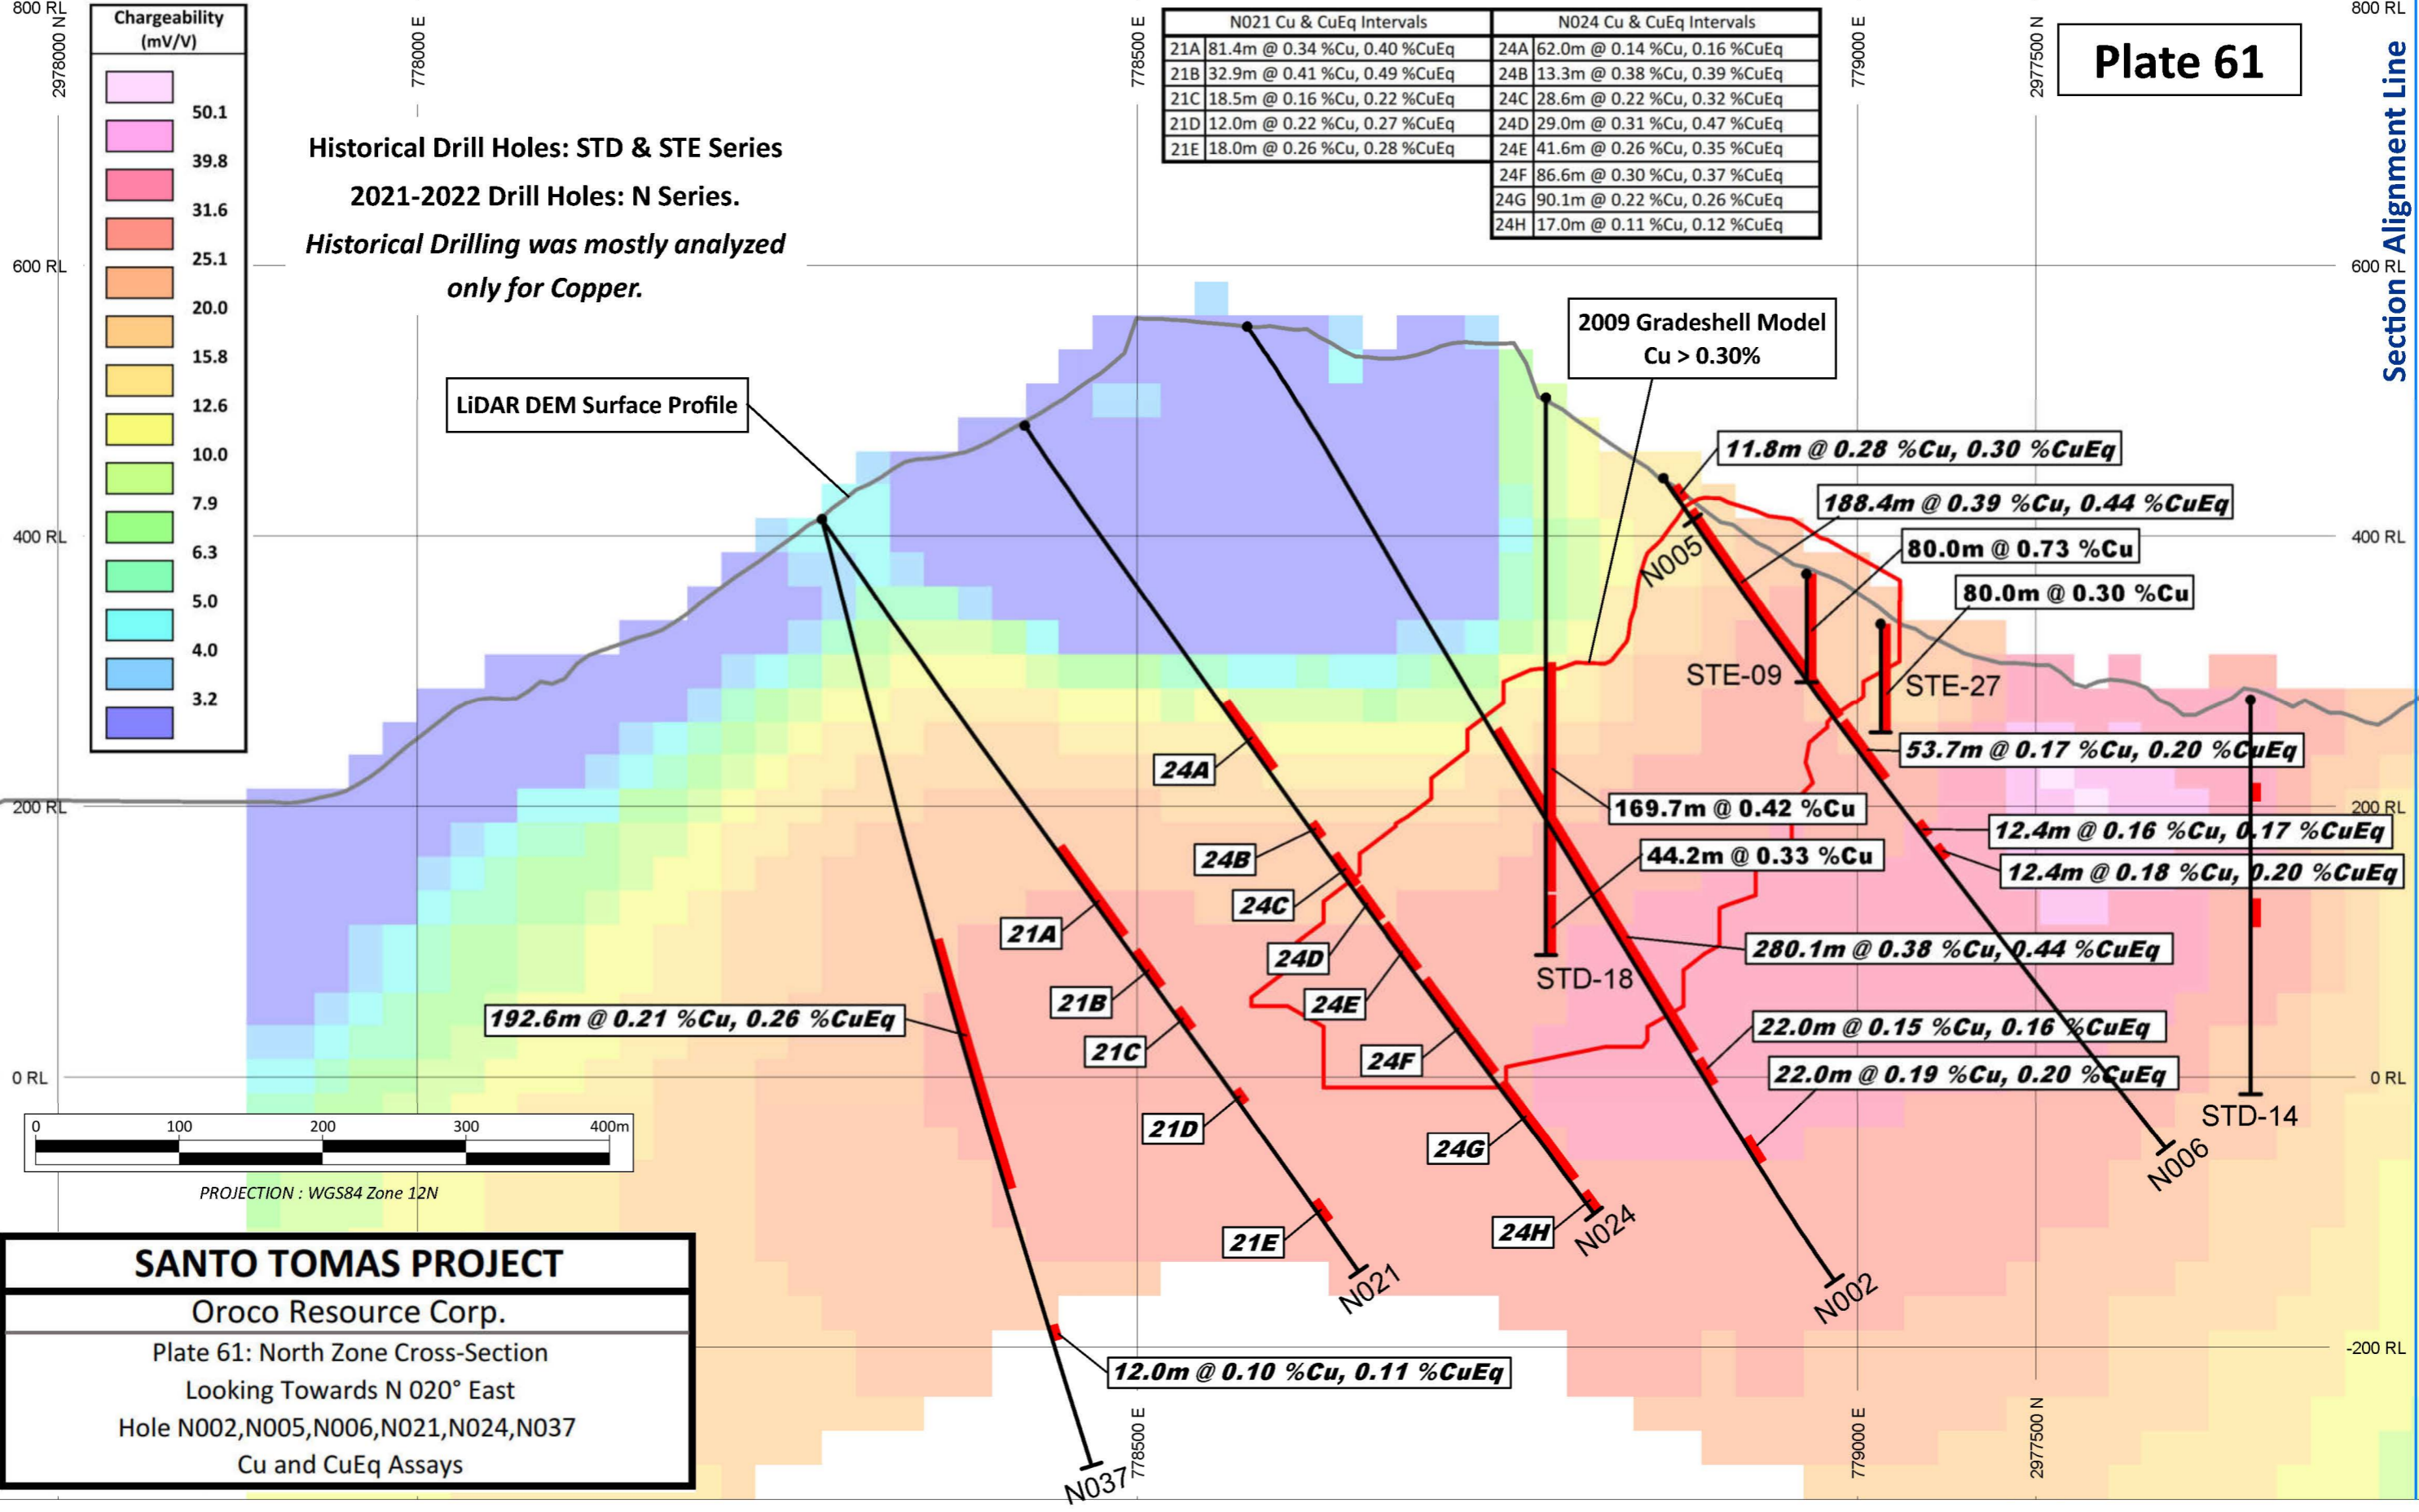 800 RL
2978000 N
778000 E
778500 E
779000 E
2977500 N
800 RL
Chargeability
(mV/V)
50.1
39.8
31.6
25.1
20.0
15.8
12.6
10.0
7.9
6.3
5.0
4.0
3.2
Historical Drill Holes: STD & STE Series
2021-2022 Drill Holes: N Series.
Historical Drilling was mostly analyzed
only for Copper.
N021 Cu & CuEq Intervals
21A 81.4m @ 0.34 %Cu, 0.40 %CuEq
21B 32.9m @ 0.41 %Cu, 0.49 %CuEq
21C 18.5m @ 0.16 %Cu, 0.22 %CuEq
21D 12.0m @ 0.22 %Cu, 0.27 %CuEq
21E 18.0m @ 0.26 %Cu, 0.28 %CuEq
N024 Cu & CuEq Intervals
24A 62.0m @ 0.14 %Cu, 0.16 %CuEq
24B 13.3m @ 0.38 %Cu, 0.39 %CuEq
24C 28.6m @ 0.22 %Cu, 0.32 %CuEq
24D 29.0m @ 0.31 %Cu, 0.47 %CuEq
24E 41.6m @ 0.26 %Cu, 0.35 %CuEq
24F 86.6m @ 0.30 %Cu, 0.37 %CuEq
24G 90.1m @ 0.22 %Cu, 0.26 %CuEq
24H 17.0m @ 0.11 %Cu, 0.12 %CuEq
Plate 61
Section Alignment Line
600 RL
600 RL
2009 Gradeshell Model
Cu > 0.30%
LiDAR DEM Surface Profile
11.8m @ 0.28 %Cu, 0.30 %CuEq
188.4m @ 0.39 %Cu, 0.44 %CuEq
400 RL
400 RL
N005
80.0m @ 0.73 %Cu
80.0m @ 0.30 %Cu
STE-09
STE-27
53.7m @ 0.17 %Cu, 0.20 %CuEq
24A
200 RL
200 RL
169.7m @ 0.42 %Cu
12.4m @ 0.16 %Cu, 0.17 %CuEq
24B
44.2m @ 0.33 %Cu
12.4m @ 0.18 %Cu, 0.20 %CuEq
24C
21A
24D
280.1m @ 0.38 %Cu, 0.44 %CuEq
STD-18
21B
24E
192.6m @ 0.21 %Cu, 0.26 %CuEq
22.0m @ 0.15 %Cu, 0.16 %CuEq
21C
24F
0 RL
22.0m @ 0.19 %Cu, 0.20 %CuEq
0 RL
STD-14
0 100 200 300 400m
21D
24G
N006
PROJECTION : WGS84 Zone 12N
24H
N024
21E
N021
N002
SANTO TOMAS PROJECT
Oroco Resource Corp.
Plate 61: North Zone Cross-Section
Looking Towards N 020° East
Hole N002,N005,N006,N021,N024,N037
Cu and CuEq Assays
-200 RL
12.0m @ 0.10 %Cu, 0.11 %CuEq
N037
778500 E
779000 E
2977500 N